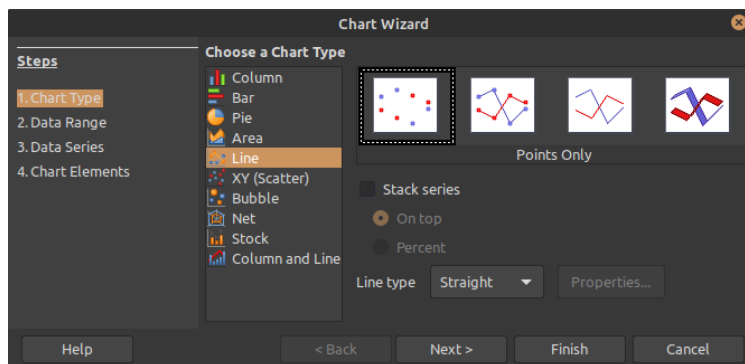 Chart Wizard
Steps
1. Chart Type
2. Data Range
3. Data Series
4. Chart Elements
Choose a Chart Type
Column
Bar
Pie
Area
Line
XY (Scatter)
Bubble
Net
Stock
Column and Line
Points Only
Stack series
On top
Percent
Line type Straight Properties...
Help < Back Next > Finish Cancel